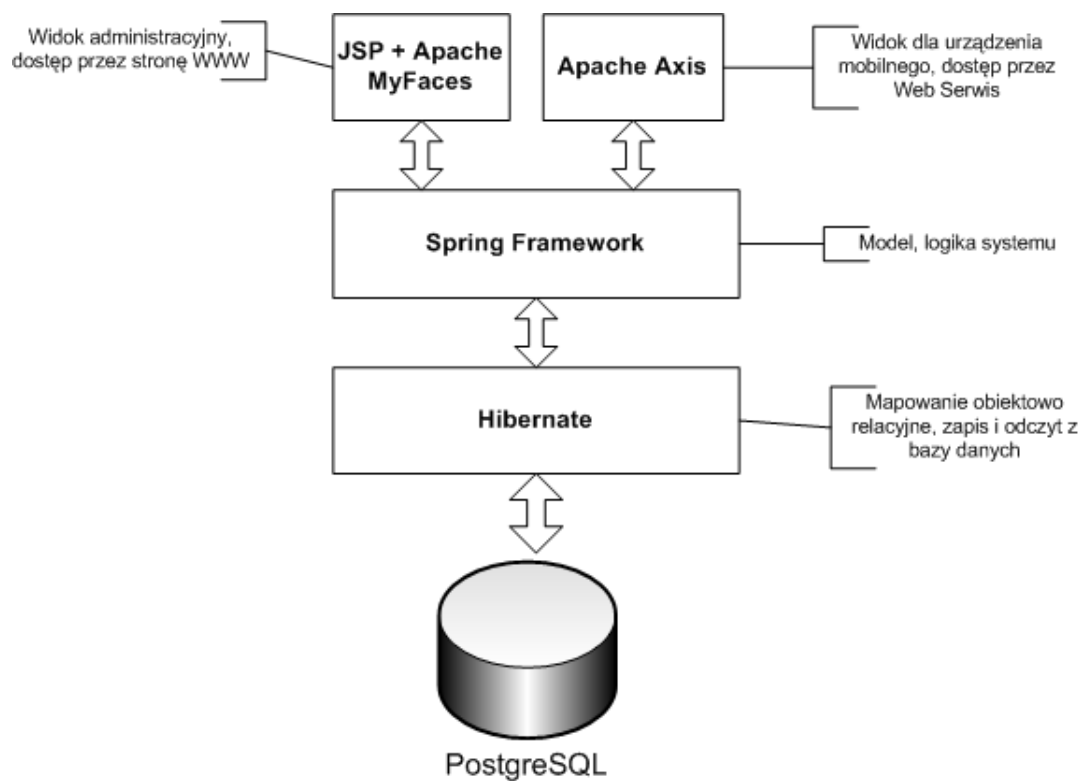 Widok administracyjny,
dostęp przez stronę WWW
JSP + Apache
MyFaces
Apache Axis
Widok dla urządzenia
mobilnego, dostęp przez
Web Serwis
Spring Framework
Model, logika systemu
Hibernate
Mapowanie obiektowo
relacyjne, zapis i odczyt z
bazy danych
PostgreSQL